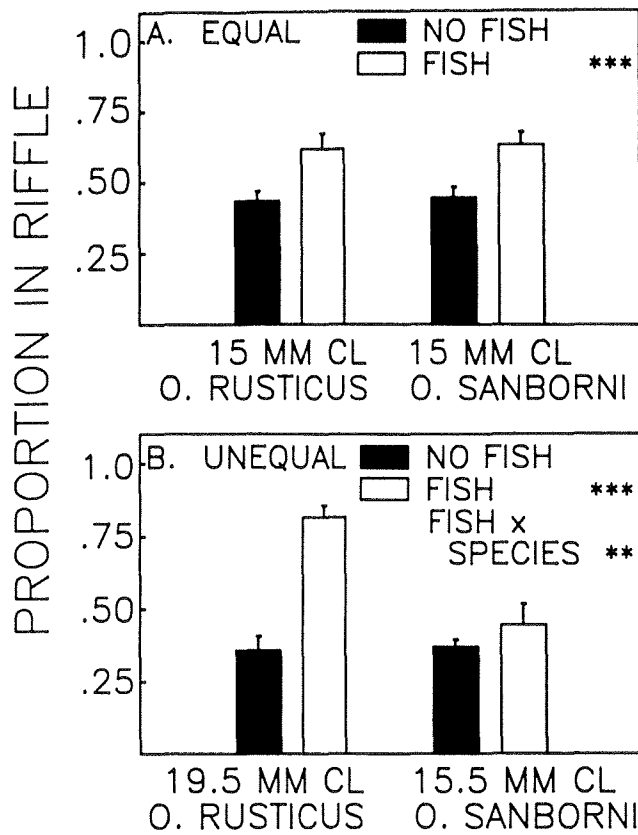 PROPORTION IN RIFFLE
A. EQUAL
NO FISH
FISH ***
1.0
.75
.50
.25
15 MM CL 15 MM CL
O. RUSTICUS O. SANBORNI
B. UNEQUAL
NO FISH
FISH ***
FISH x
SPECIES **
1.0
.75
.50
.25
19.5 MM CL 15.5 MM CL
O. RUSTICUS O. SANBORNI